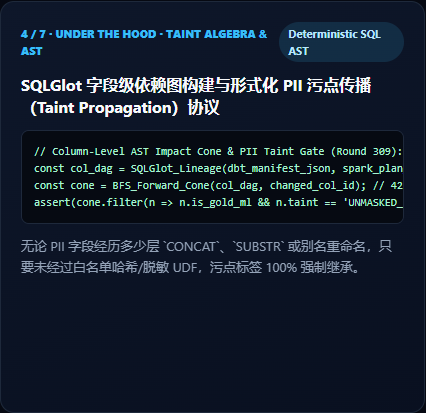 4 / 7 · UNDER THE HOOD · TAINT ALGEBRA & AST
Deterministic SQL AST
SQLGlot 字段级依赖图构建与形式化 PII 污点传播
（Taint Propagation）协议
// Column-Level AST Impact Cone & PII Taint Gate (Round 309):
const col_dag = SQLGlot_Lineage(dbt_manifest_json, spark_plan
const cone = BFS_Forward_Cone(col_dag, changed_col_id); // 42
assert(cone.filter(n => n.is_gold_ml && n.taint == 'UNMASKED_
无论 PII 字段经历多少层 `CONCAT`、`SUBSTR` 或别名重命名，只
要未经过白名单哈希/脱敏 UDF，污点标签 100% 强制继承。